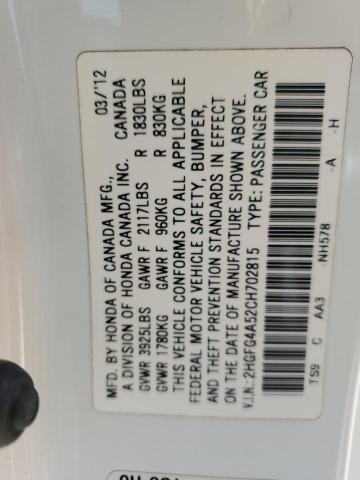 MFD. BY HONDA OF CANADA MFG., 03/'12
A DIVISION OF HONDA CANADA INC. CANADA
GVWR 3925LBS GAWR F 2117LBS R 1830LBS
GVWR 1780KG GAWR F 960KG R 830KG
THIS VEHICLE CONFORMS TO ALL APPLICABLE
FEDERAL MOTOR VEHICLE SAFETY, BUMPER,
AND THEFT PREVENTION STANDARDS IN EFFECT
ON THE DATE OF MANUFACTURE SHOWN ABOVE.
V.I.N.: 2HGFG4A52CH702815 TYPE: PASSENGER CAR
TS9 C AA3 NH578 -A -H